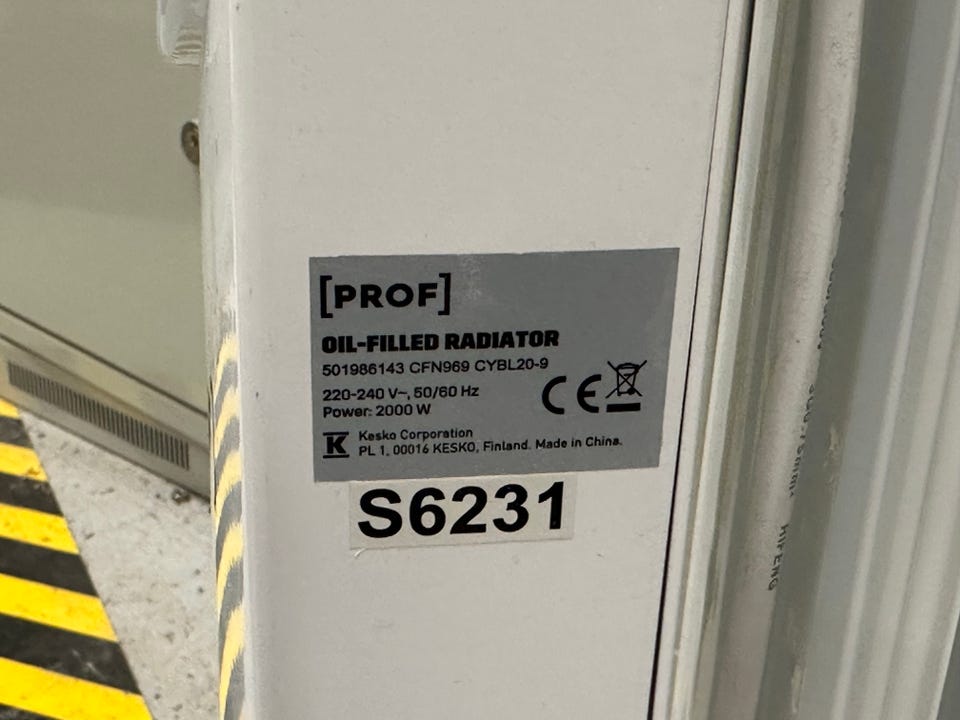 [PROF]
OIL-FILLED RADIATOR
501986143 CFN969 CYBL20-9
220-240 V~, 50/60 Hz
Power: 2000 W
CE
K
Kesko Corporation
PL 1, 00016 KESKO, Finland. Made in China.
S6231
HIFENG